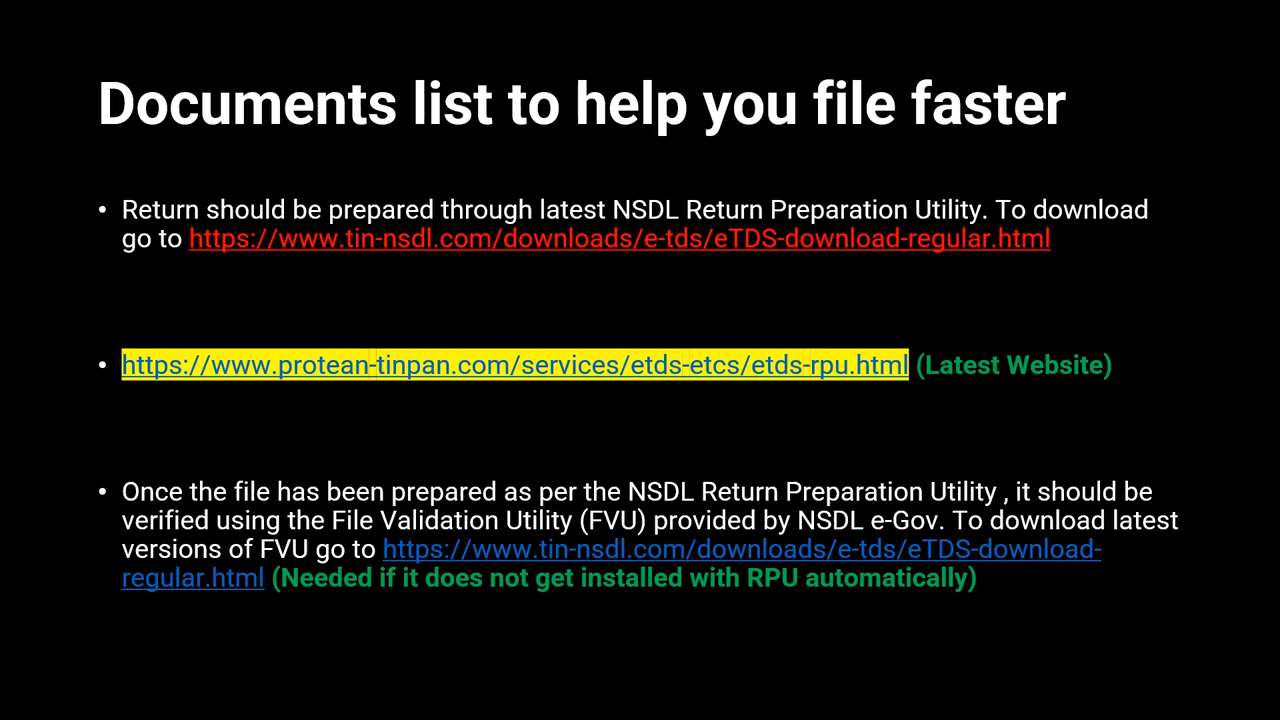 Documents list to help you file faster
• Return should be prepared through latest NSDL Return Preparation Utility. To download
go to https://www.tin-nsdl.com/downloads/e-tds/eTDS-download-regular.html
• https://www.protean-tinpan.com/services/etds-etcs/etds-rpu.html (Latest Website)
• Once the file has been prepared as per the NSDL Return Preparation Utility , it should be
verified using the File Validation Utility (FVU) provided by NSDL e-Gov. To download latest
versions of FVU go to https://www.tin-nsdl.com/downloads/e-tds/eTDS-download-
regular.html (Needed if it does not get installed with RPU automatically)